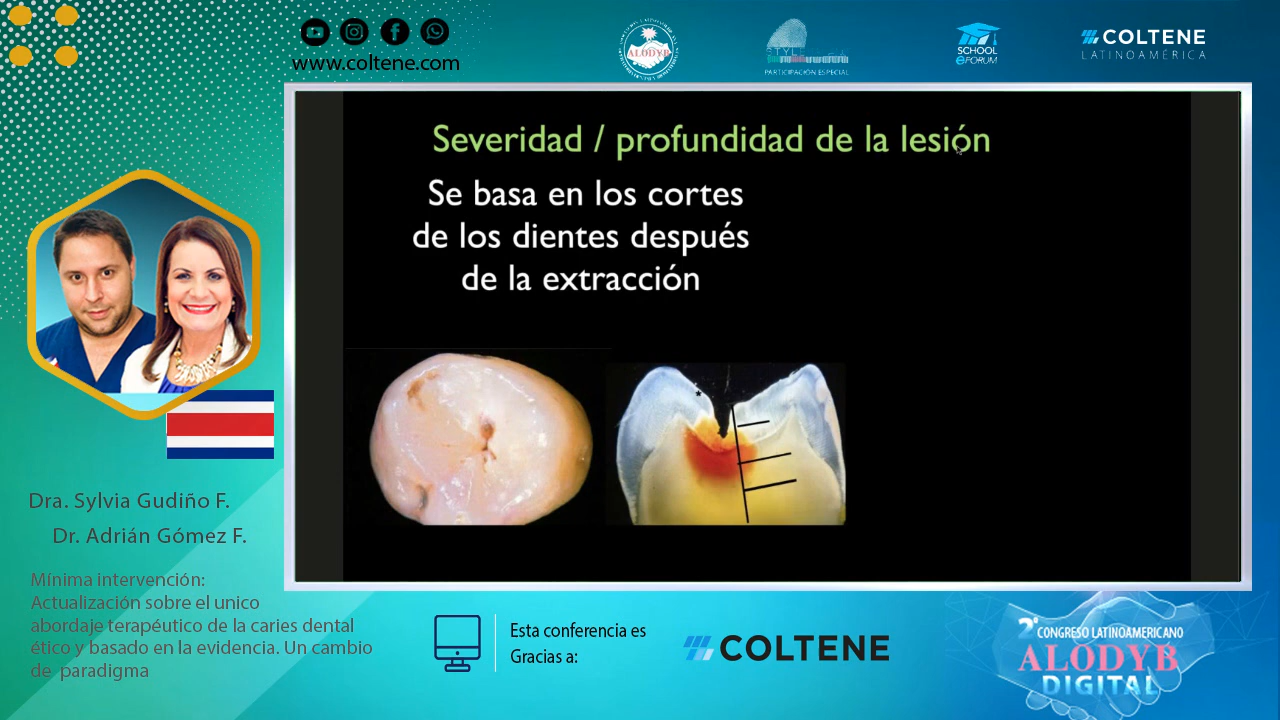 www.coltene.com
ALODYB
PARTICIPACIÓN ESPECIAL
SCHOOL
eFORUM
COLTENE
LATINOAMÉRICA
Severidad / profundidad de la lesión
Se basa en los cortes
de los dientes después
de la extracción
Dra. Sylvia Gudiño F.
Dr. Adrián Gómez F.
Mínima intervención:
Actualización sobre el unico
abordaje terapéutico de la caries dental
ético y basado en la evidencia. Un cambio
de paradigma
Esta conferencia es
Gracias a:
COLTENE
2º CONGRESO LATINOAMERICANO
ALODYB
DIGITAL